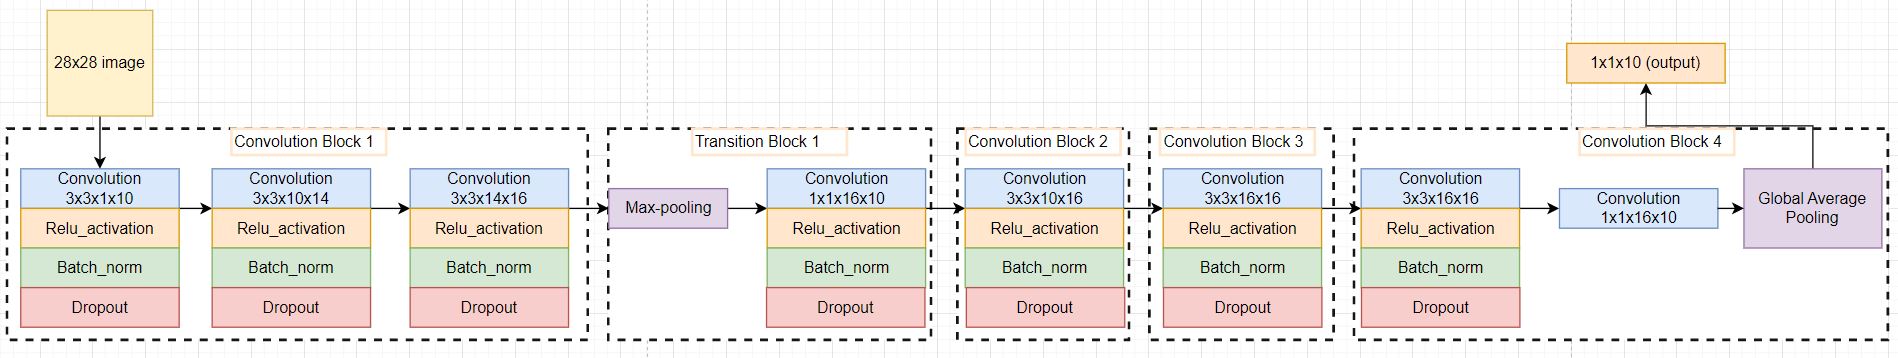 28x28 image
1x1x10 (output)
Convolution Block 1
Convolution
3x3x1x10
Relu_activation
Batch_norm
Dropout
Convolution
3x3x10x14
Relu_activation
Batch_norm
Dropout
Convolution
3x3x14x16
Relu_activation
Batch_norm
Dropout
Transition Block 1
Max-pooling
Convolution
1x1x16x10
Relu_activation
Batch_norm
Dropout
Convolution Block 2
Convolution
3x3x10x16
Relu_activation
Batch_norm
Dropout
Convolution Block 3
Convolution
3x3x16x16
Relu_activation
Batch_norm
Dropout
Convolution Block 4
Convolution
3x3x16x16
Relu_activation
Batch_norm
Dropout
Convolution
1x1x16x10
Global Average
Pooling